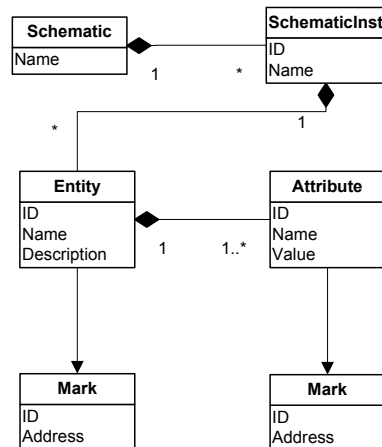 Schematic
Name
SchematicInst
ID
Name
1
*
1
*
Entity
ID
Name
Description
Attribute
ID
Name
Value
1
1..*
Mark
ID
Address
Mark
ID
Address